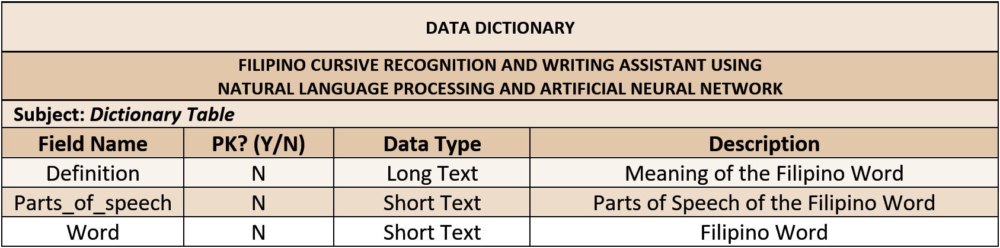 DATA DICTIONARY
FILIPINO CURSIVE RECOGNITION AND WRITING ASSISTANT USING
NATURAL LANGUAGE PROCESSING AND ARTIFICIAL NEURAL NETWORK
Subject: Dictionary Table
Field Name PK? (Y/N) Data Type Description
Definition N Long Text Meaning of the Filipino Word
Parts_of_speech N Short Text Parts of Speech of the Filipino Word
Word N Short Text Filipino Word